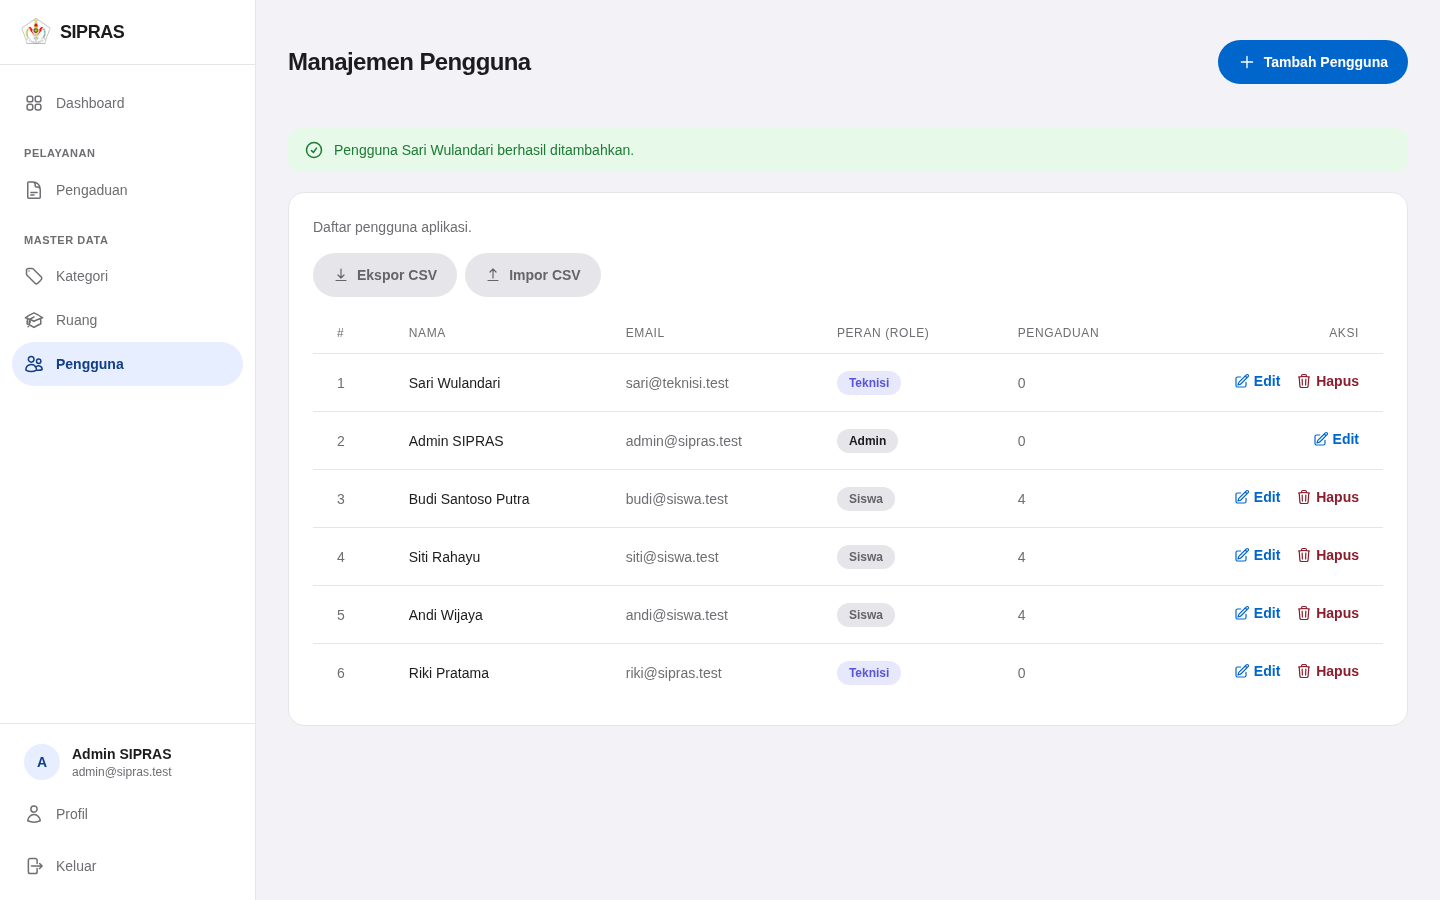 SIPRAS
Dashboard
PELAYANAN
Pengaduan
MASTER DATA
Kategori
Ruang
Pengguna
A
Admin SIPRAS
admin@sipras.test
Profil
Keluar
Manajemen Pengguna
Tambah Pengguna
Pengguna Sari Wulandari berhasil ditambahkan.
Daftar pengguna aplikasi.
Ekspor CSV Impor CSV
# NAMA EMAIL PERAN (ROLE) PENGADUAN AKSI
1 Sari Wulandari sari@teknisi.test Teknisi 0 Edit Hapus
2 Admin SIPRAS admin@sipras.test Admin 0 Edit
3 Budi Santoso Putra budi@siswa.test Siswa 4 Edit Hapus
4 Siti Rahayu siti@siswa.test Siswa 4 Edit Hapus
5 Andi Wijaya andi@siswa.test Siswa 4 Edit Hapus
6 Riki Pratama riki@sipras.test Teknisi 0 Edit Hapus